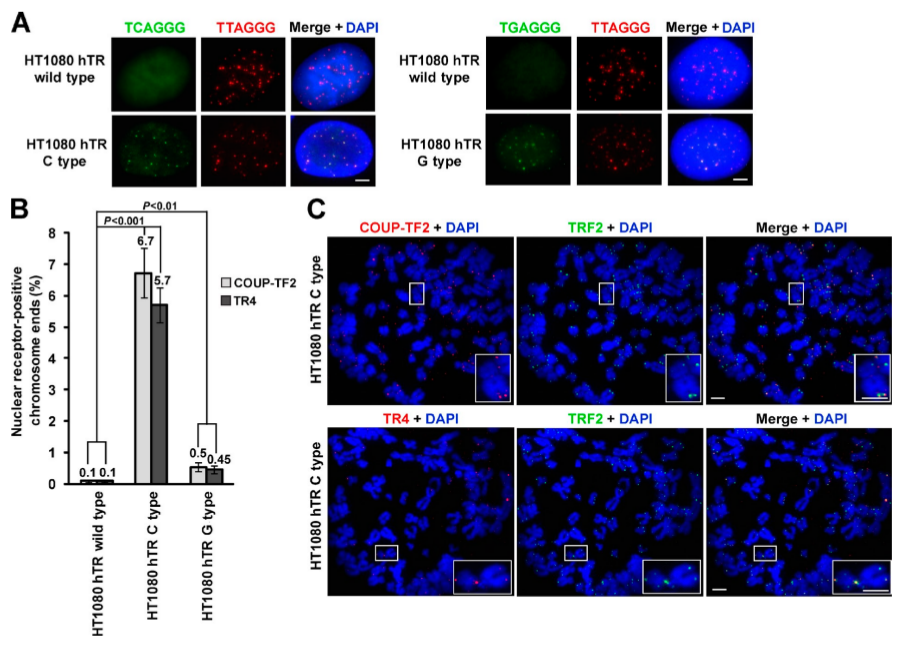 A
TCAGGG TTAGGG Merge + DAPI
HT1080 hTR
wild type
HT1080 hTR
C type
TGAGGG TTAGGG Merge + DAPI
HT1080 hTR
wild type
HT1080 hTR
G type
B
P<0.01
P<0.001
Nuclear receptor-positive
chromosome ends (%)
8
7
6
5
4
3
2
1
0
0.1 0.1
6.7
5.7
0.5 0.45
COUP-TF2
TR4
HT1080 hTR wild type
HT1080 hTR C type
HT1080 hTR G type
C
COUP-TF2 + DAPI TRF2 + DAPI Merge + DAPI
HT1080 hTR C type
TR4 + DAPI TRF2 + DAPI Merge + DAPI
HT1080 hTR C type